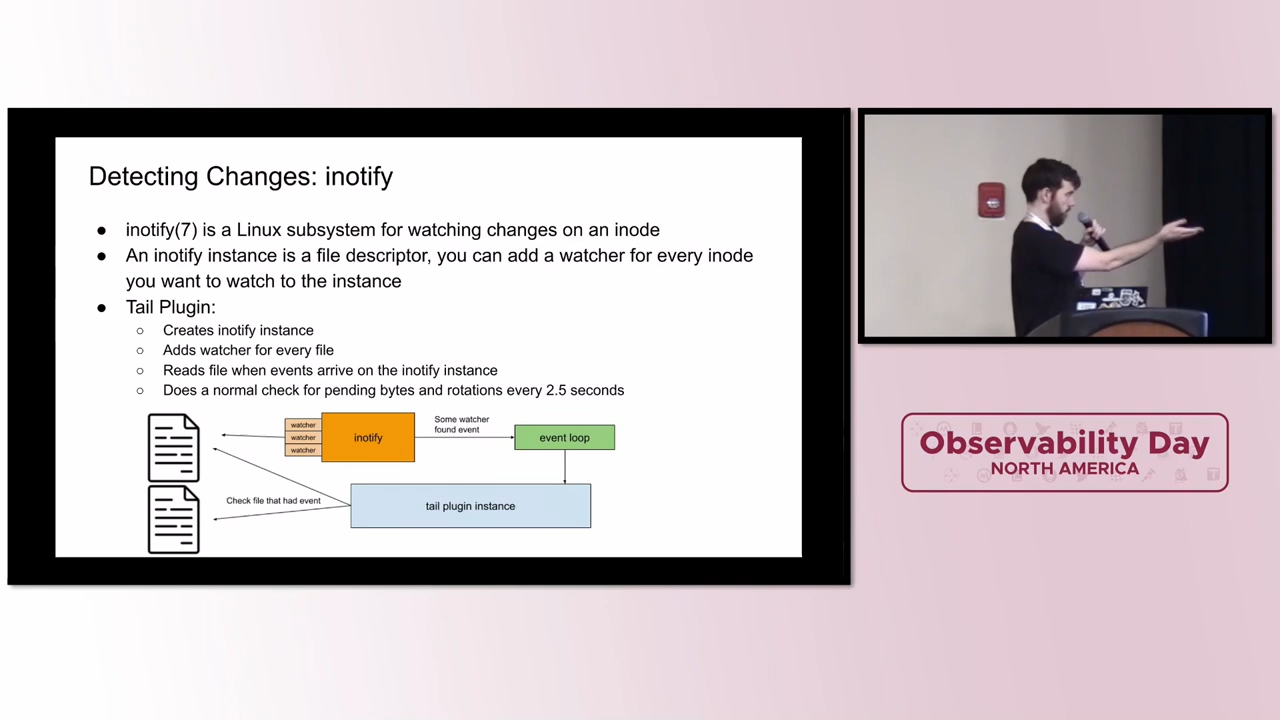 Detecting Changes: inotify
● inotify(7) is a Linux subsystem for watching changes on an inode
● An inotify instance is a file descriptor, you can add a watcher for every inode
you want to watch to the instance
● Tail Plugin:
○ Creates inotify instance
○ Adds watcher for every file
○ Reads file when events arrive on the inotify instance
○ Does a normal check for pending bytes and rotations every 2.5 seconds
watcher
watcher
watcher
inotify
Some watcher
found event
event loop
Check file that had event
tail plugin instance
Observability Day
NORTH AMERICA